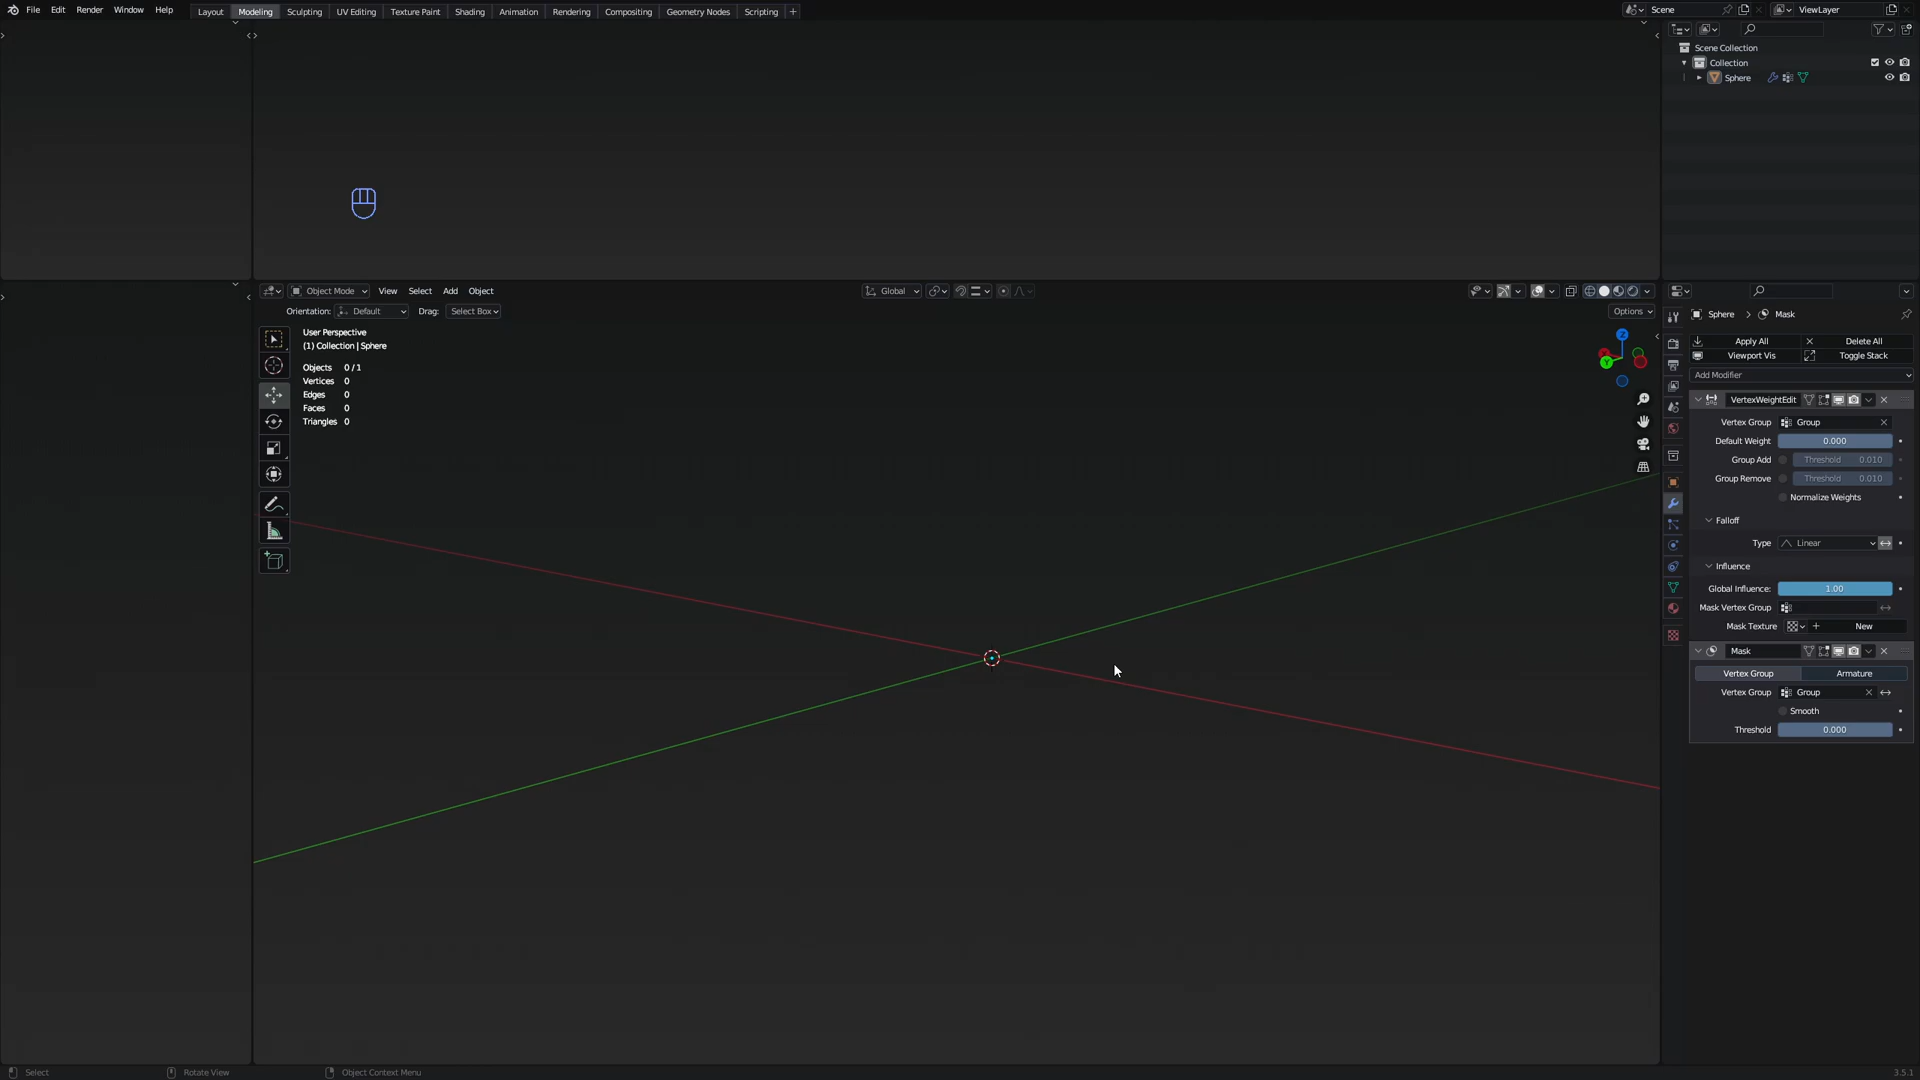 File Edit Render Window Help Layout Modeling Sculpting UV Editing Texture Paint Shading Animation Rendering Compositing Geometry Nodes Scripting + Scene ViewLayer
Scene Collection
Collection
Sphere
Object Mode View Select Add Object Global
Orientation: Default Drag: Select Box Options
User Perspective
(1) Collection | Sphere
Objects 0 / 1
Vertices 0
Edges 0
Faces 0
Triangles 0
Z
Y
Sphere > Mask
Apply All Delete All
Viewport Vis Toggle Stack
Add Modifier
VertexWeightEdit
Vertex Group Group
Default Weight 0.000
Group Add Threshold 0.010
Group Remove Threshold 0.010
Normalize Weights
Falloff
Type Linear
Influence
Global Influence: 1.00
Mask Vertex Group
Mask Texture + New
Mask
Vertex Group Armature
Vertex Group Group
Smooth
Threshold 0.000
Select Rotate View Object Context Menu 3.5.1